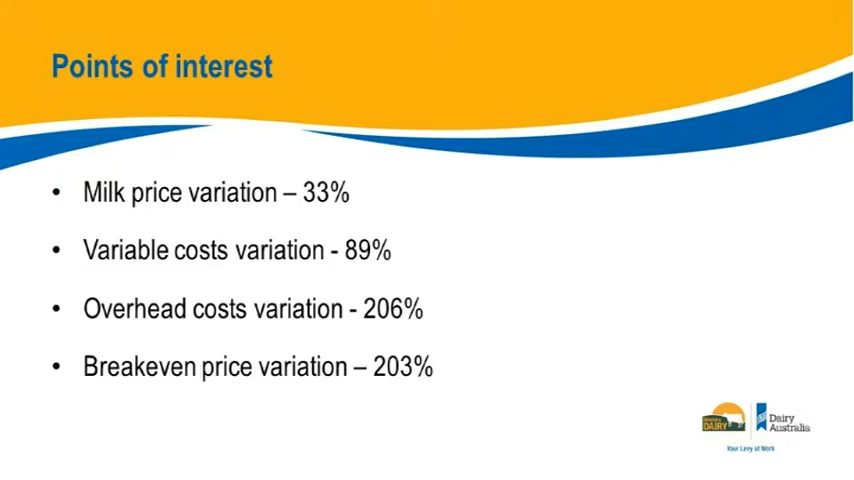 Points of interest
• Milk price variation – 33%
• Variable costs variation - 89%
• Overhead costs variation - 206%
• Breakeven price variation – 203%
DAIRY
Dairy
Australia
Your Levy at Work